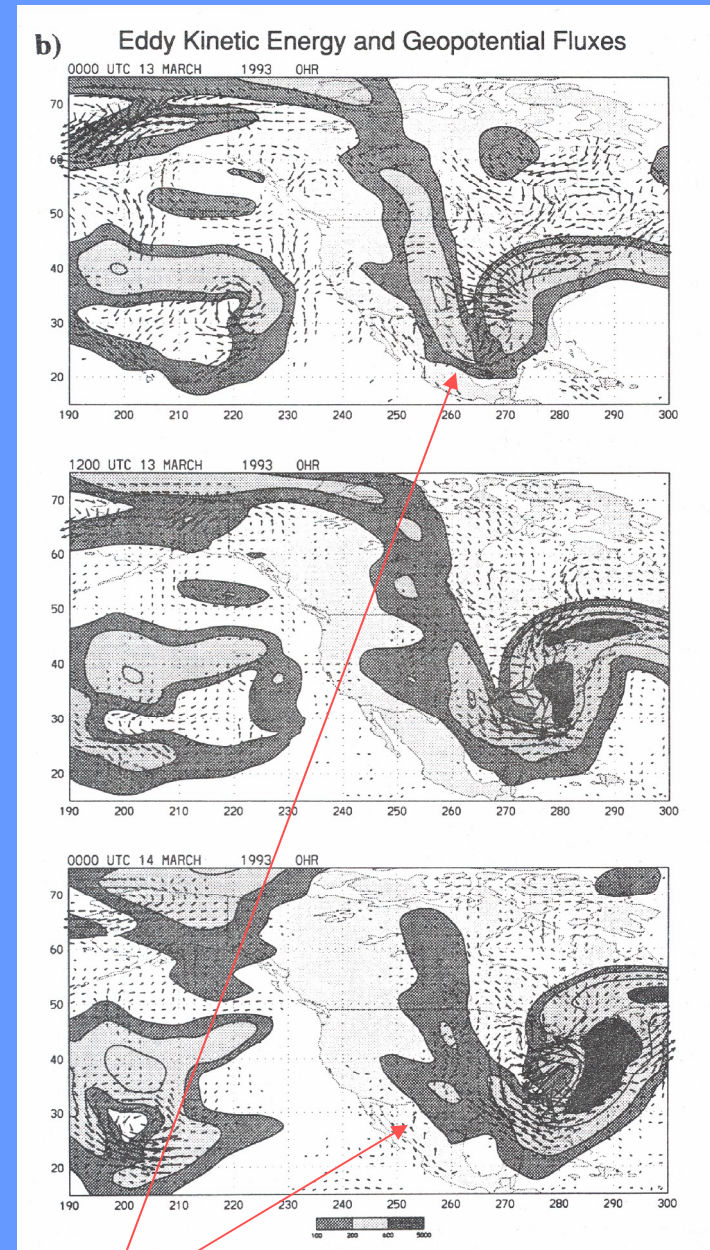 b) Eddy Kinetic Energy and Geopotential Fluxes
0000 UTC 13 MARCH 1993 0HR
70
60
50
40
30
20
190 200 210 220 230 240 250 260 270 280 290 300
1200 UTC 13 MARCH 1993 0HR
70
60
50
40
30
20
190 200 210 220 230 240 250 260 270 280 290 300
0000 UTC 14 MARCH 1993 0HR
70
60
50
40
30
20
190 200 210 220 230 240 250 260 270 280 290 300
100 200 600 5000